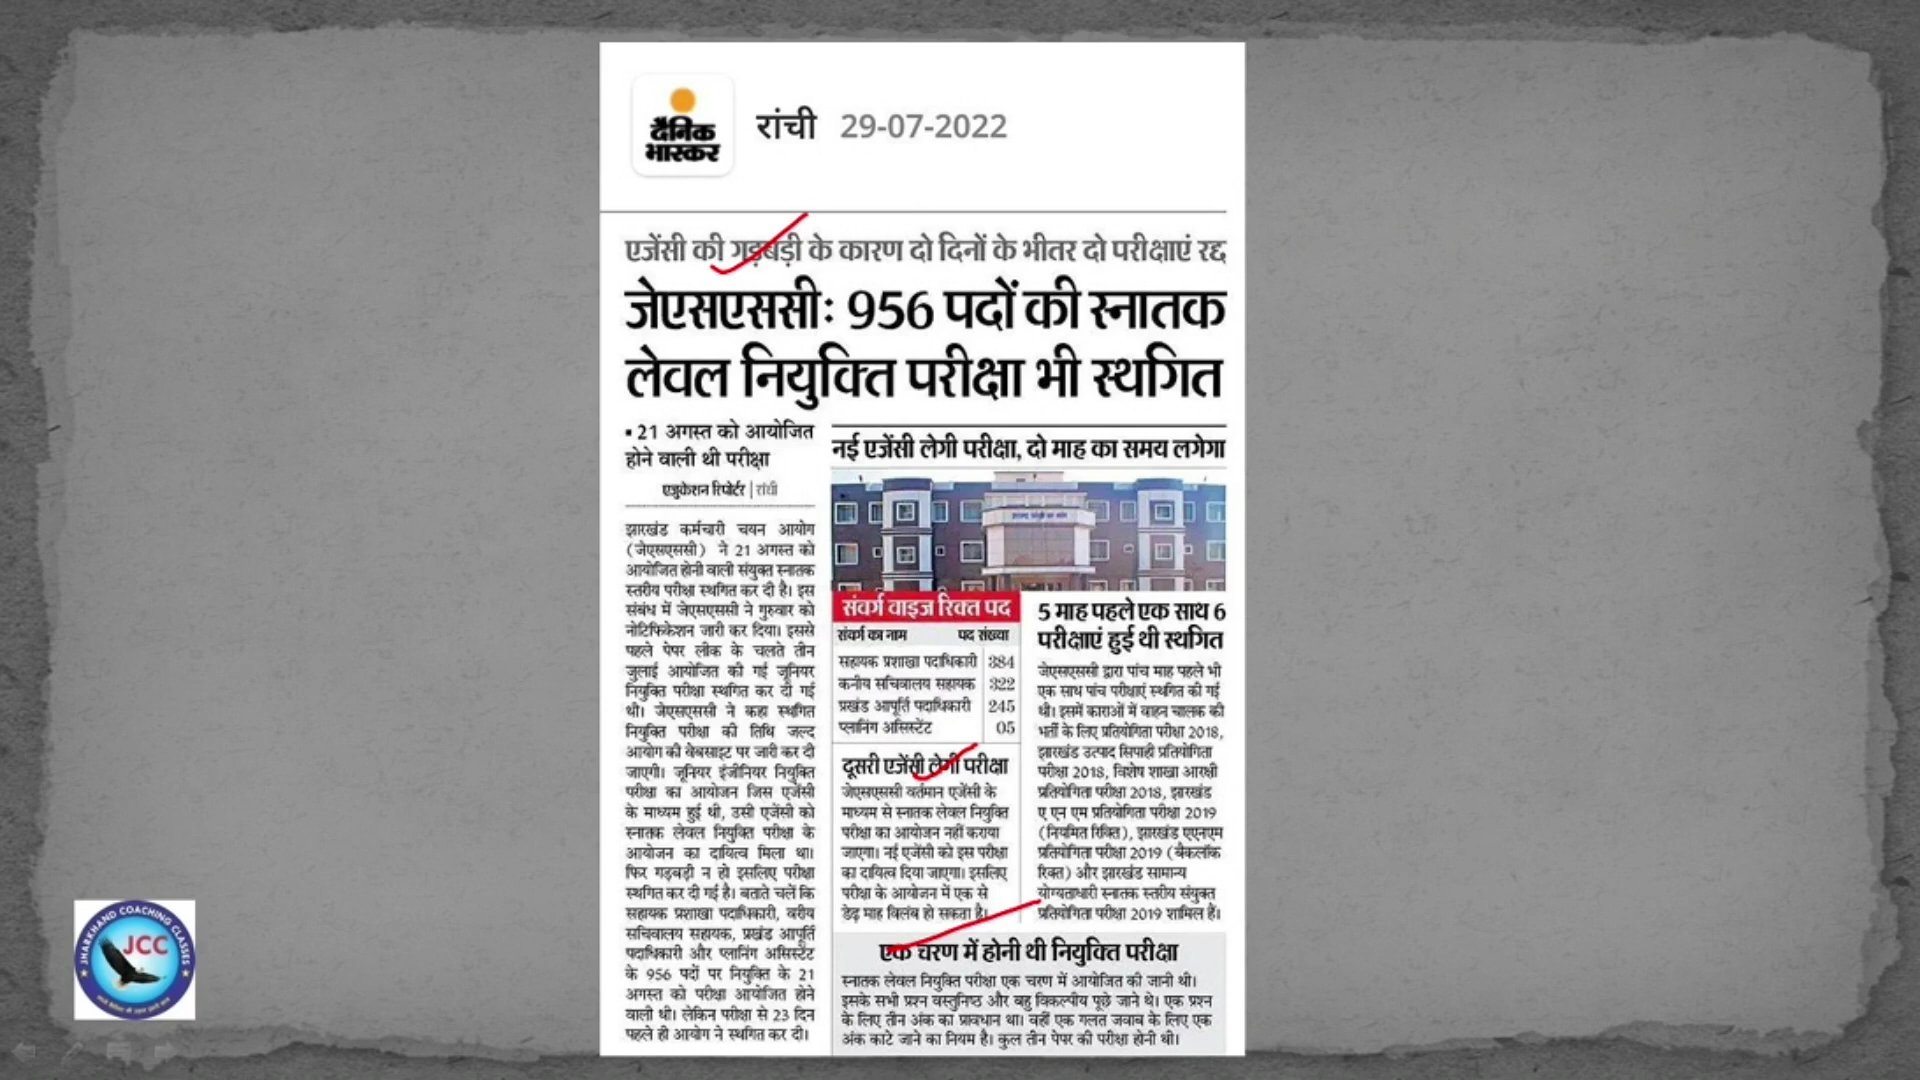 दैनिक
भास्कर
रांची 29-07-2022
एजेंसी की गड़बड़ी के कारण दो दिनों के भीतर दो परीक्षाएं रद्द
जेएसएससी: 956 पदों की स्नातक
लेवल नियुक्ति परीक्षा भी स्थगित
▪ 21 अगस्त को आयोजित
होने वाली थी परीक्षा
एजुकेशन रिपोर्टर | रांची
झारखंड कर्मचारी चयन आयोग
(जेएसएससी) ने 21 अगस्त को
आयोजित होनी वाली संयुक्त स्नातक
स्तरीय परीक्षा स्थगित कर दी है। इस
संबंध में जेएसएससी ने गुरुवार को
नोटिफिकेशन जारी कर दिया। इससे
पहले पेपर लीक के चलते तीन
जुलाई आयोजित की गई जूनियर
नियुक्ति परीक्षा स्थगित कर दी गई
थी। जेएसएससी ने कहा स्थगित
नियुक्ति परीक्षा की तिथि जल्द
आयोग की वेबसाइट पर जारी कर दी
जाएगी। जूनियर इंजीनियर नियुक्ति
परीक्षा का आयोजन जिस एजेंसी
के माध्यम हुई थी, उसी एजेंसी को
स्नातक लेवल नियुक्ति परीक्षा के
आयोजन का दायित्व मिला था।
फिर गड़बड़ी न हो इसलिए परीक्षा
स्थगित कर दी गई है। बताते चलें कि
सहायक प्रशाखा पदाधिकारी, वरीय
सचिवालय सहायक, प्रखंड आपूर्ति
पदाधिकारी और प्लानिंग असिस्टेंट
के 956 पदों पर नियुक्ति के 21
अगस्त को परीक्षा आयोजित होने
वाली थी। लेकिन परीक्षा से 23 दिन
पहले ही आयोग ने स्थगित कर दी।
नई एजेंसी लेगी परीक्षा, दो माह का समय लगेगा
संवर्ग वाइज रिक्त पद
संवर्ग का नाम पद संख्या
सहायक प्रशाखा पदाधिकारी 384
कनीय सचिवालय सहायक 322
प्रखंड आपूर्ति पदाधिकारी 245
प्लानिंग असिस्टेंट 05
दूसरी एजेंसी लेगी परीक्षा
जेएसएससी वर्तमान एजेंसी के
माध्यम से स्नातक लेवल नियुक्ति
परीक्षा का आयोजन नहीं कराया
जाएगा। नई एजेंसी को इस परीक्षा
का दायित्व दिया जाएगा। इसलिए
परीक्षा के आयोजन में एक से
डेढ़ माह विलंब हो सकता है।
5 माह पहले एक साथ 6
परीक्षाएं हुई थी स्थगित
जेएसएससी द्वारा पांच माह पहले भी
एक साथ पांच परीक्षाएं स्थगित की गई
थी। इसमें काराओं में वाहन चालक की
भर्ती के लिए प्रतियोगिता परीक्षा 2018,
झारखंड उत्पाद सिपाही प्रतियोगिता
परीक्षा 2018, विशेष शाखा आरक्षी
प्रतियोगिता परीक्षा 2018, झारखंड
ए एन एम प्रतियोगिता परीक्षा 2019
(नियमित रिक्ति), झारखंड एएनएम
प्रतियोगिता परीक्षा 2019 (बैकलॉक
रिक्त) और झारखंड सामान्य
योग्यताधारी स्नातक स्तरीय संयुक्त
प्रतियोगिता परीक्षा 2019 शामिल हैं।
एक चरण में होनी थी नियुक्ति परीक्षा
स्नातक लेवल नियुक्ति परीक्षा एक चरण में आयोजित की जानी थी।
इसके सभी प्रश्न वस्तुनिष्ठ और बहु विकल्पीय पूछे जाने थे। एक प्रश्न
के लिए तीन अंक का प्रावधान था। वहीं एक गलत जवाब के लिए एक
अंक काटे जाने का नियम है। कुल तीन पेपर की परीक्षा होनी थी।
JHARKHAND COACHING CLASSES
JCC